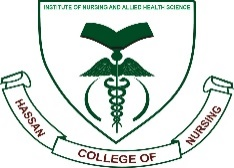 INSTITUTE OF NURSING AND ALLIED HEALTH SCIENCE
HASSAN
COLLEGE OF
NURSING